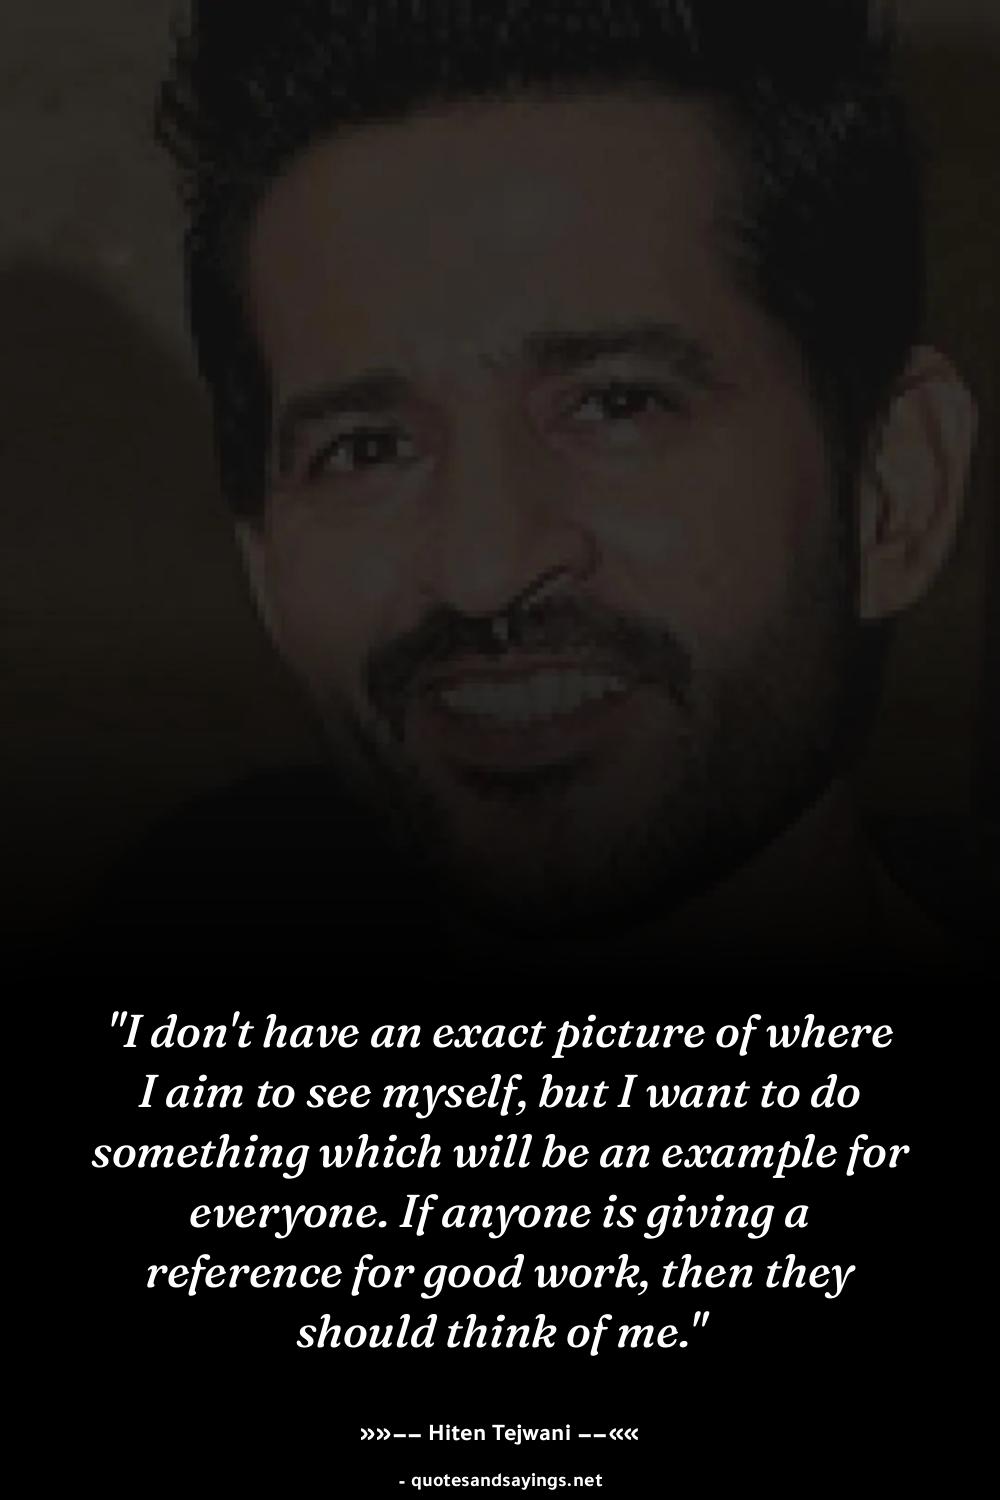 "I don't have an exact picture of where
I aim to see myself, but I want to do
something which will be an example for
everyone. If anyone is giving a
reference for good work, then they
should think of me."
»»–– Hiten Tejwani ––««
- quotesandsayings.net